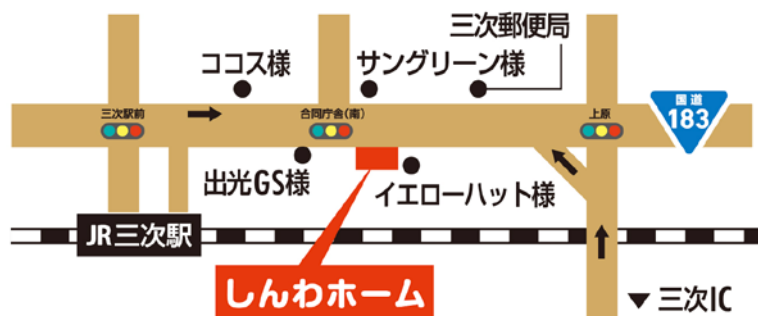 三次郵便局
ココス様
サングリーン様
三次駅前
合同庁舎(南)
上原
国道
183
出光GS様
イエローハット様
JR三次駅
しんわホーム
▼三次IC